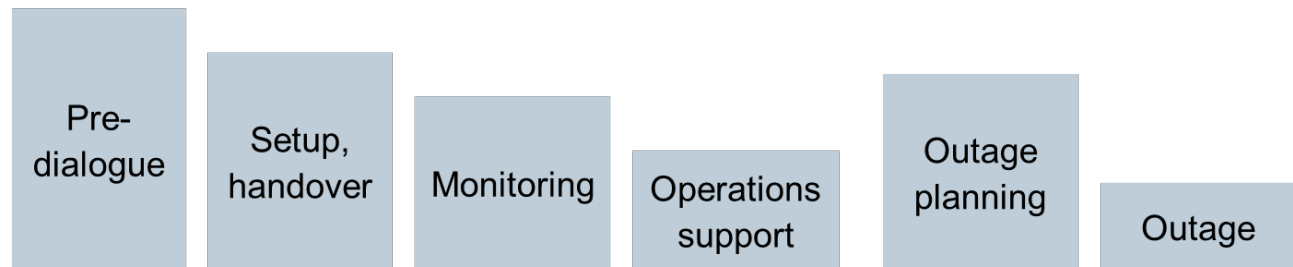 Pre-
dialogue
Setup,
handover
Monitoring
Operations
support
Outage
planning
Outage